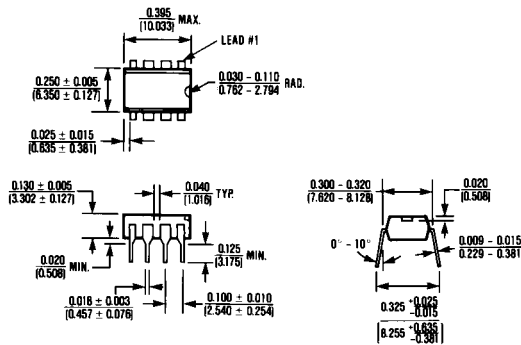 0.395
(10.033) MAX.
LEAD #1
0.250 ± 0.005
(6.350 ± 0.127)
0.030 – 0.110
0.762 - 2.794 RAD.
0.025 ± 0.015
(0.635 ± 0.381)
0.130 ± 0.005
(3.302 ± 0.127)
0.040
(1.016) TYP.
0.300 - 0.320
(7.620 - 8.128)
0.020
(0.508)
0.020
(0.508) MIN.
0.125
(3.175) MIN.
0° - 10°
0.009 - 0.015
0.229 - 0.381
0.018 ± 0.003
(0.457 ± 0.076)
0.100 ± 0.010
(2.540 ± 0.254)
0.325 +0.025
-0.015
(8.255 +0.635
-0.381)